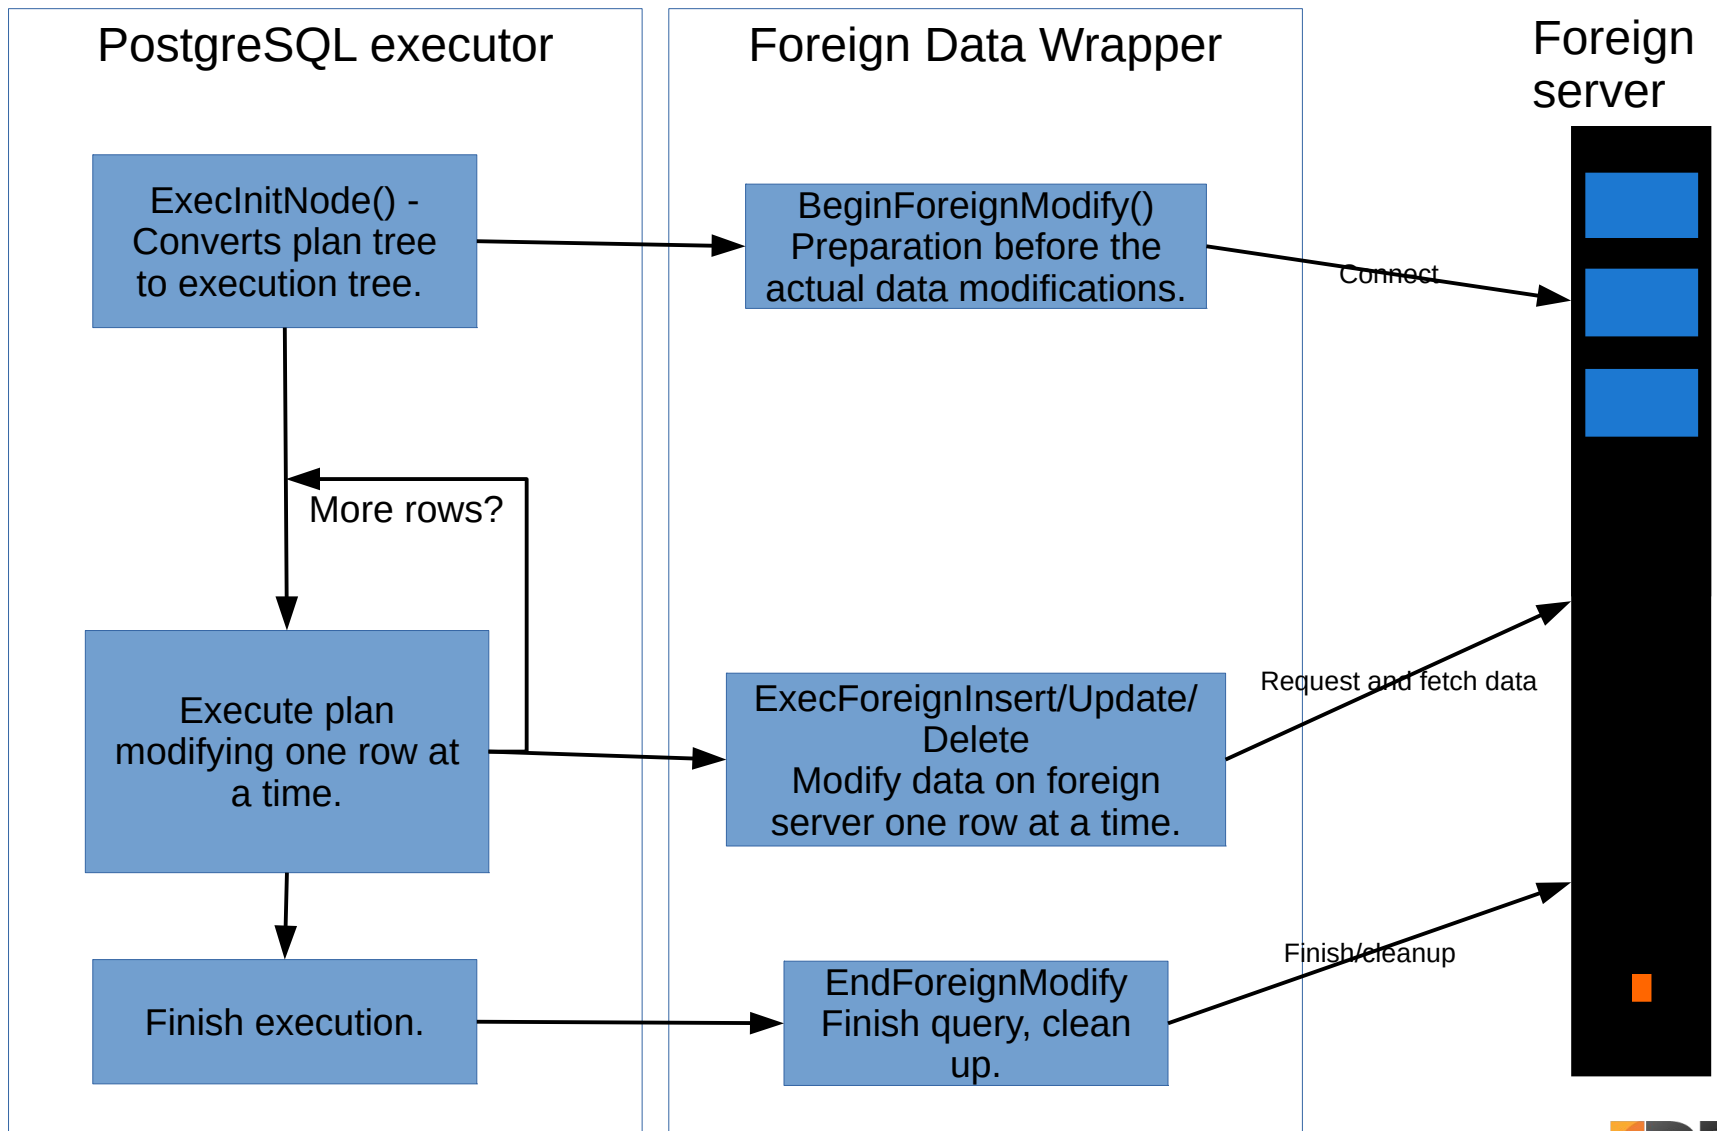 PostgreSQL executor
Foreign Data Wrapper
Foreign
server
ExecInitNode() -
Converts plan tree
to execution tree.
BeginForeignModify()
Preparation before the
actual data modifications.
Connect
More rows?
Execute plan
modifying one row at
a time.
ExecForeignInsert/Update/
Delete
Modify data on foreign
server one row at a time.
Request and fetch data
Finish/cleanup
Finish execution.
EndForeignModify
Finish query, clean
up.